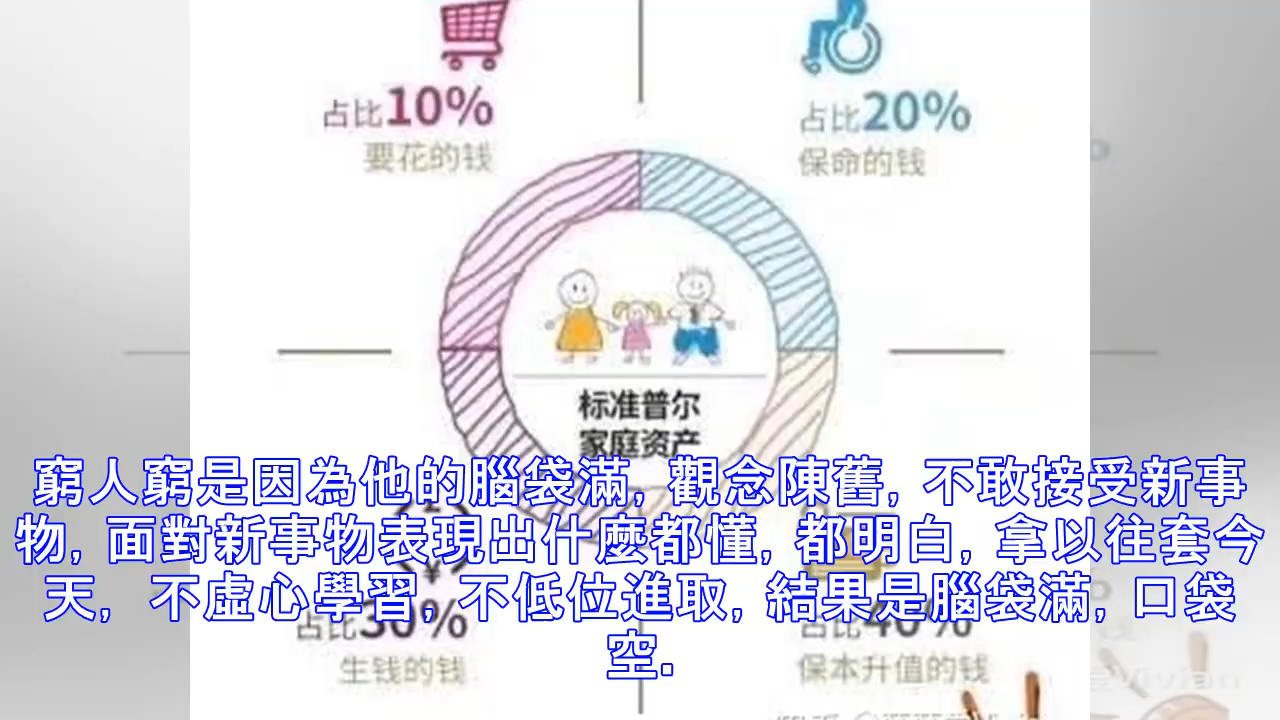 占比10%
要花的钱
占比20%
保命的钱
标准普尔
家庭资产
窮人窮是因為他的腦袋滿, 觀念陳舊, 不敢接受新事
物, 面對新事物表現出什麼都懂, 都明白, 拿以往套今
天, 不虛心學習, 不低位進取, 結果是腦袋滿, 口袋
空.
占比30%
生钱的钱
占比40%
保本升值的钱